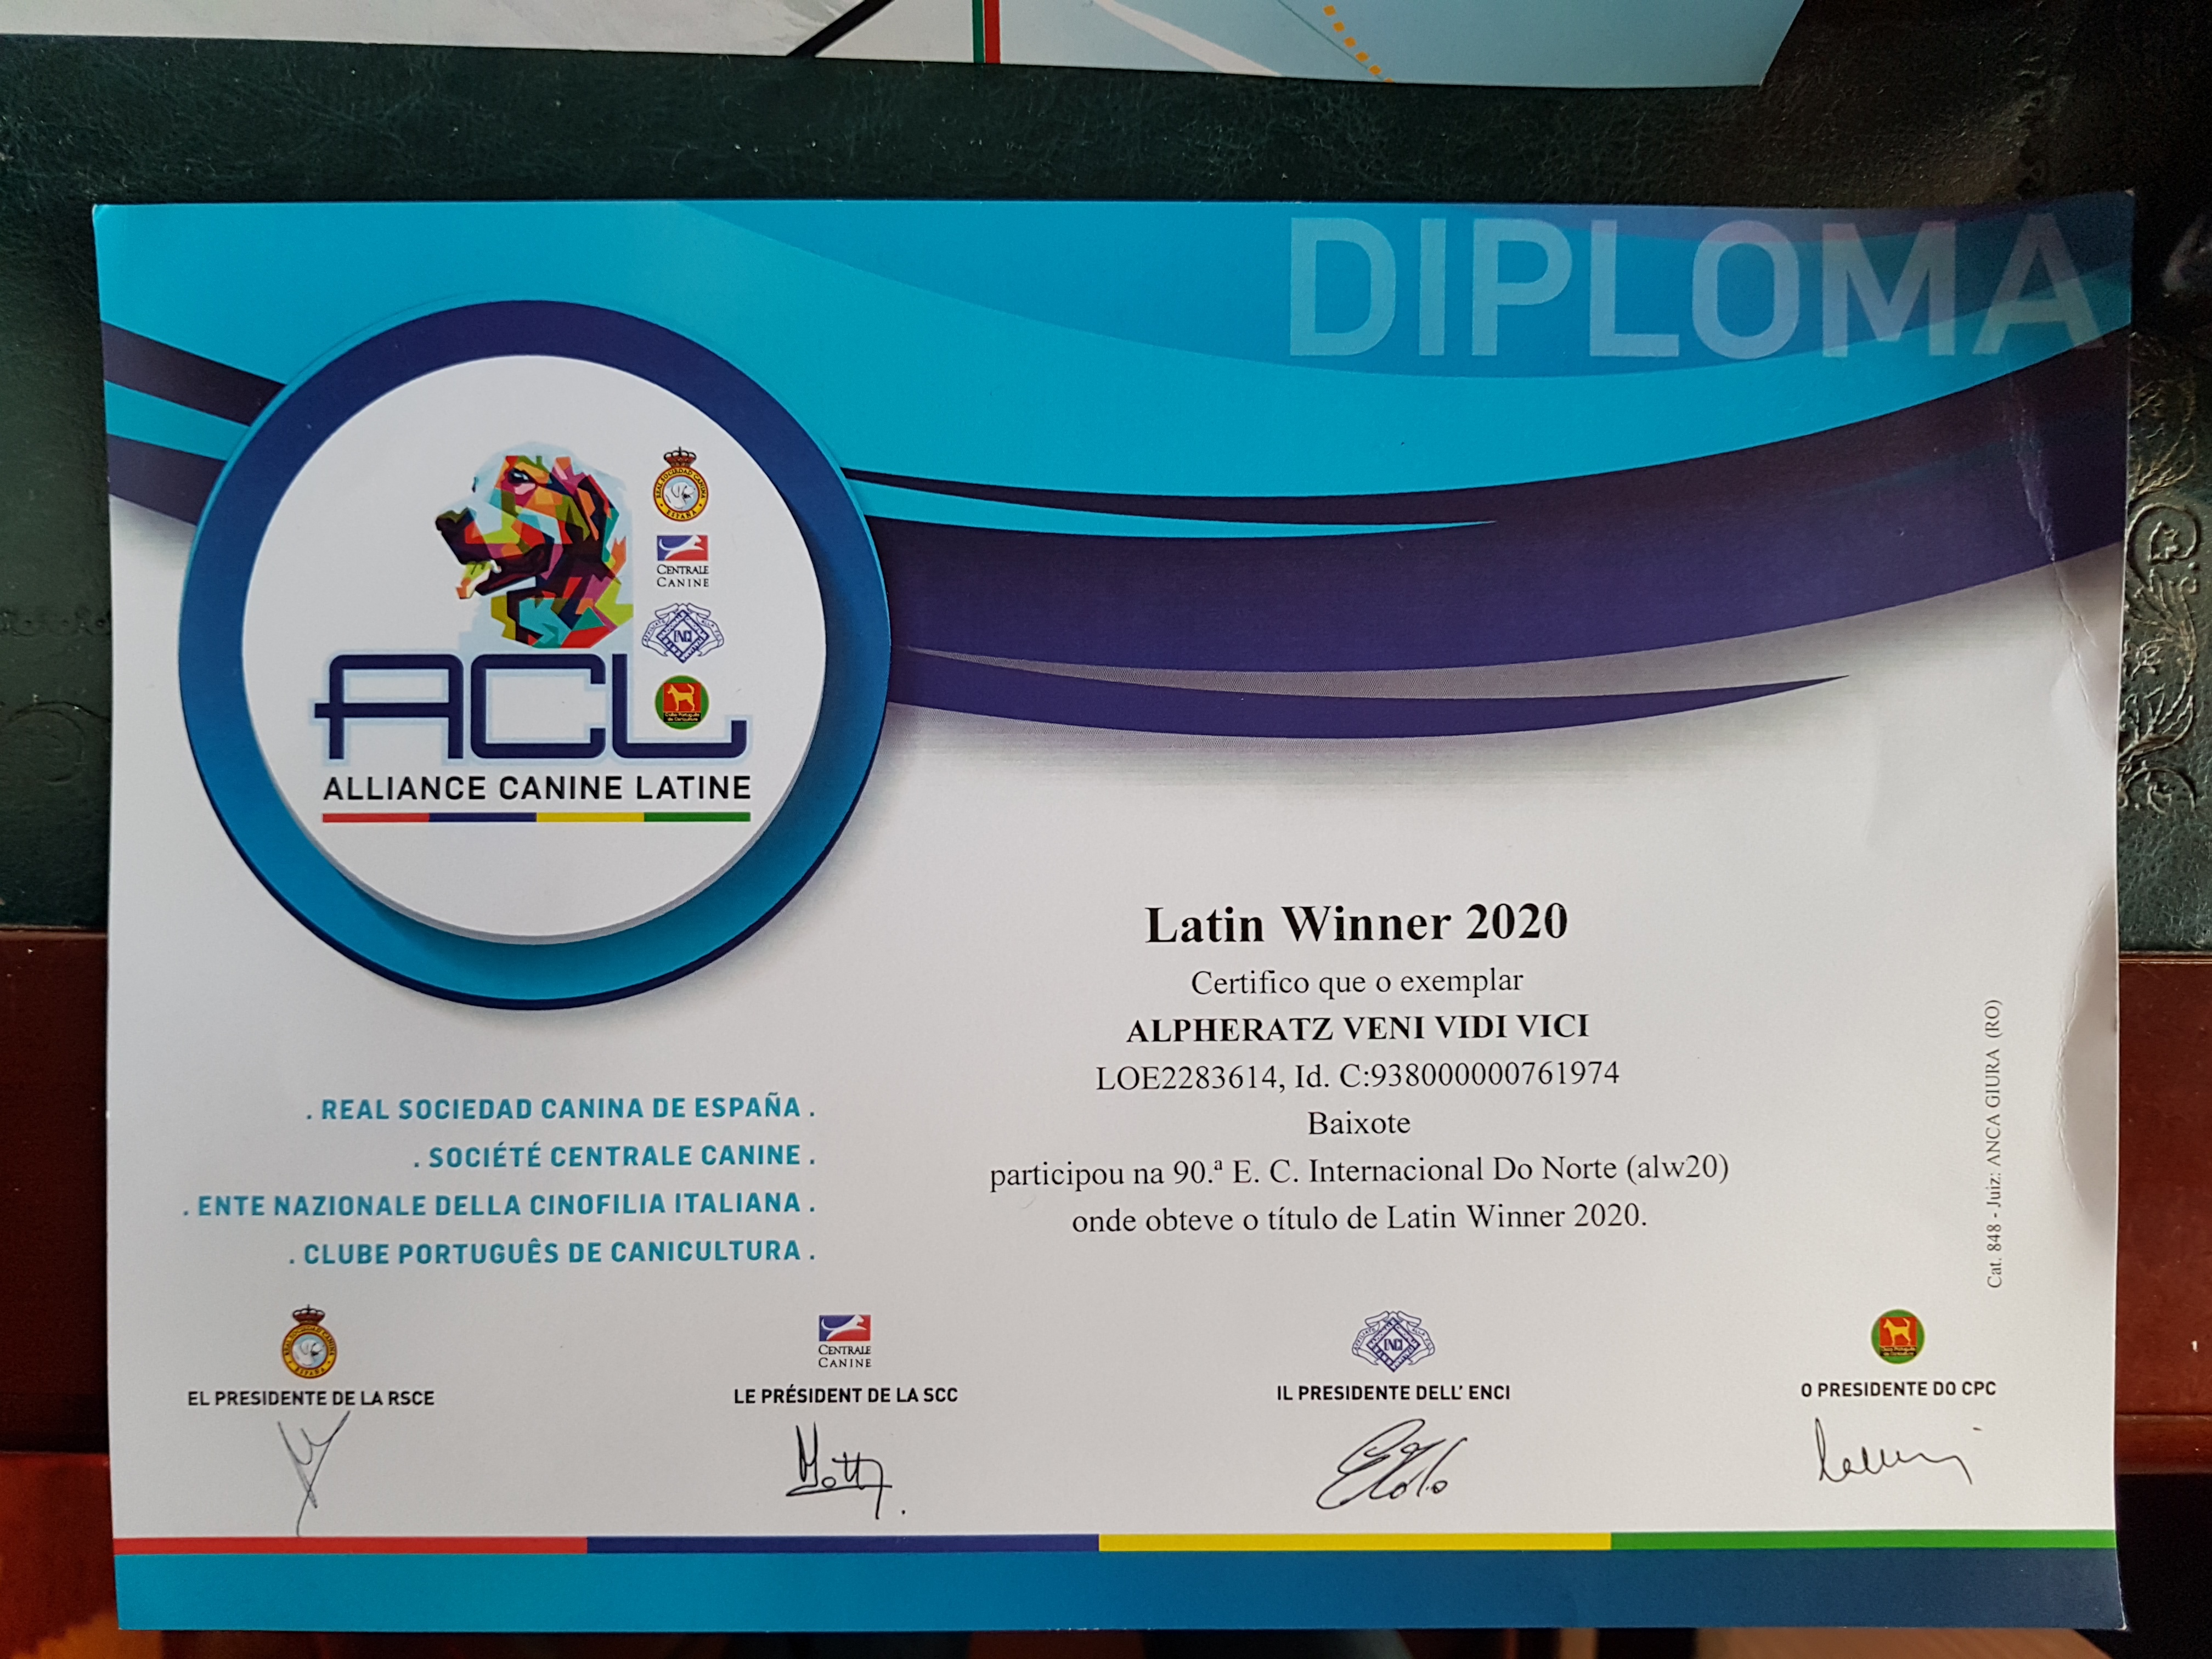 DIPLOMA
CENTRALE
CANINE
ACL
ALLIANCE CANINE LATINE
Latin Winner 2020
Certifico que o exemplar
ALPHERATZ VENI VIDI VICI
LOE2283614, Id. C:938000000761974
Baixote
participou na 90.ª E. C. Internacional Do Norte (alw20)
onde obteve o título de Latin Winner 2020.
. REAL SOCIEDAD CANINA DE ESPAÑA .
. SOCIÉTÉ CENTRALE CANINE .
. ENTE NAZIONALE DELLA CINOFILIA ITALIANA .
. CLUBE PORTUGUÊS DE CANICULTURA .
Cat. 848 - Juiz: ANCA GIURA (RO)
CENTRALE
CANINE
EL PRESIDENTE DE LA RSCE
LE PRÉSIDENT DE LA SCC
IL PRESIDENTE DELL' ENCI
O PRESIDENTE DO CPC